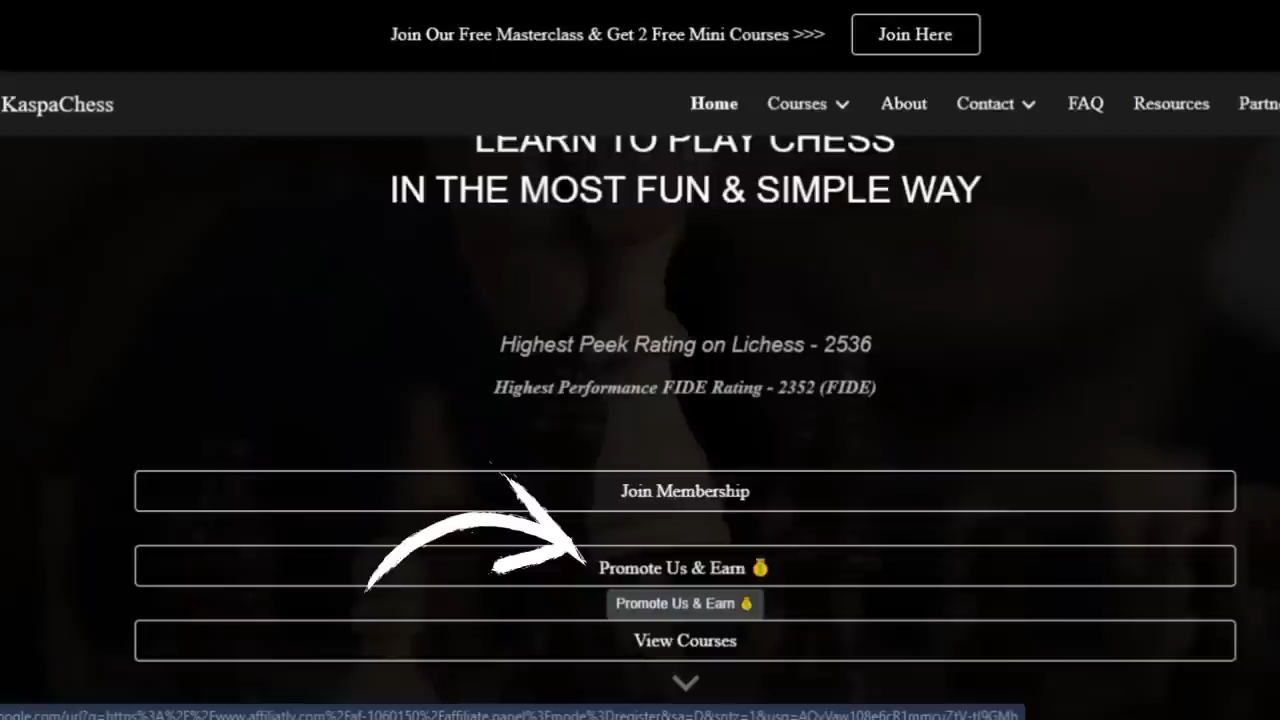 Join Our Free Masterclass & Get 2 Free Mini Courses >>>
Join Here
KaspaChess
Home
Courses
About
Contact
FAQ
Resources
Partne
LEARN TO PLAY CHESS
IN THE MOST FUN & SIMPLE WAY
Highest Peek Rating on Lichess - 2536
Highest Performance FIDE Rating - 2352 (FIDE)
Join Membership
Promote Us & Earn 💰
Promote Us & Earn 💰
View Courses